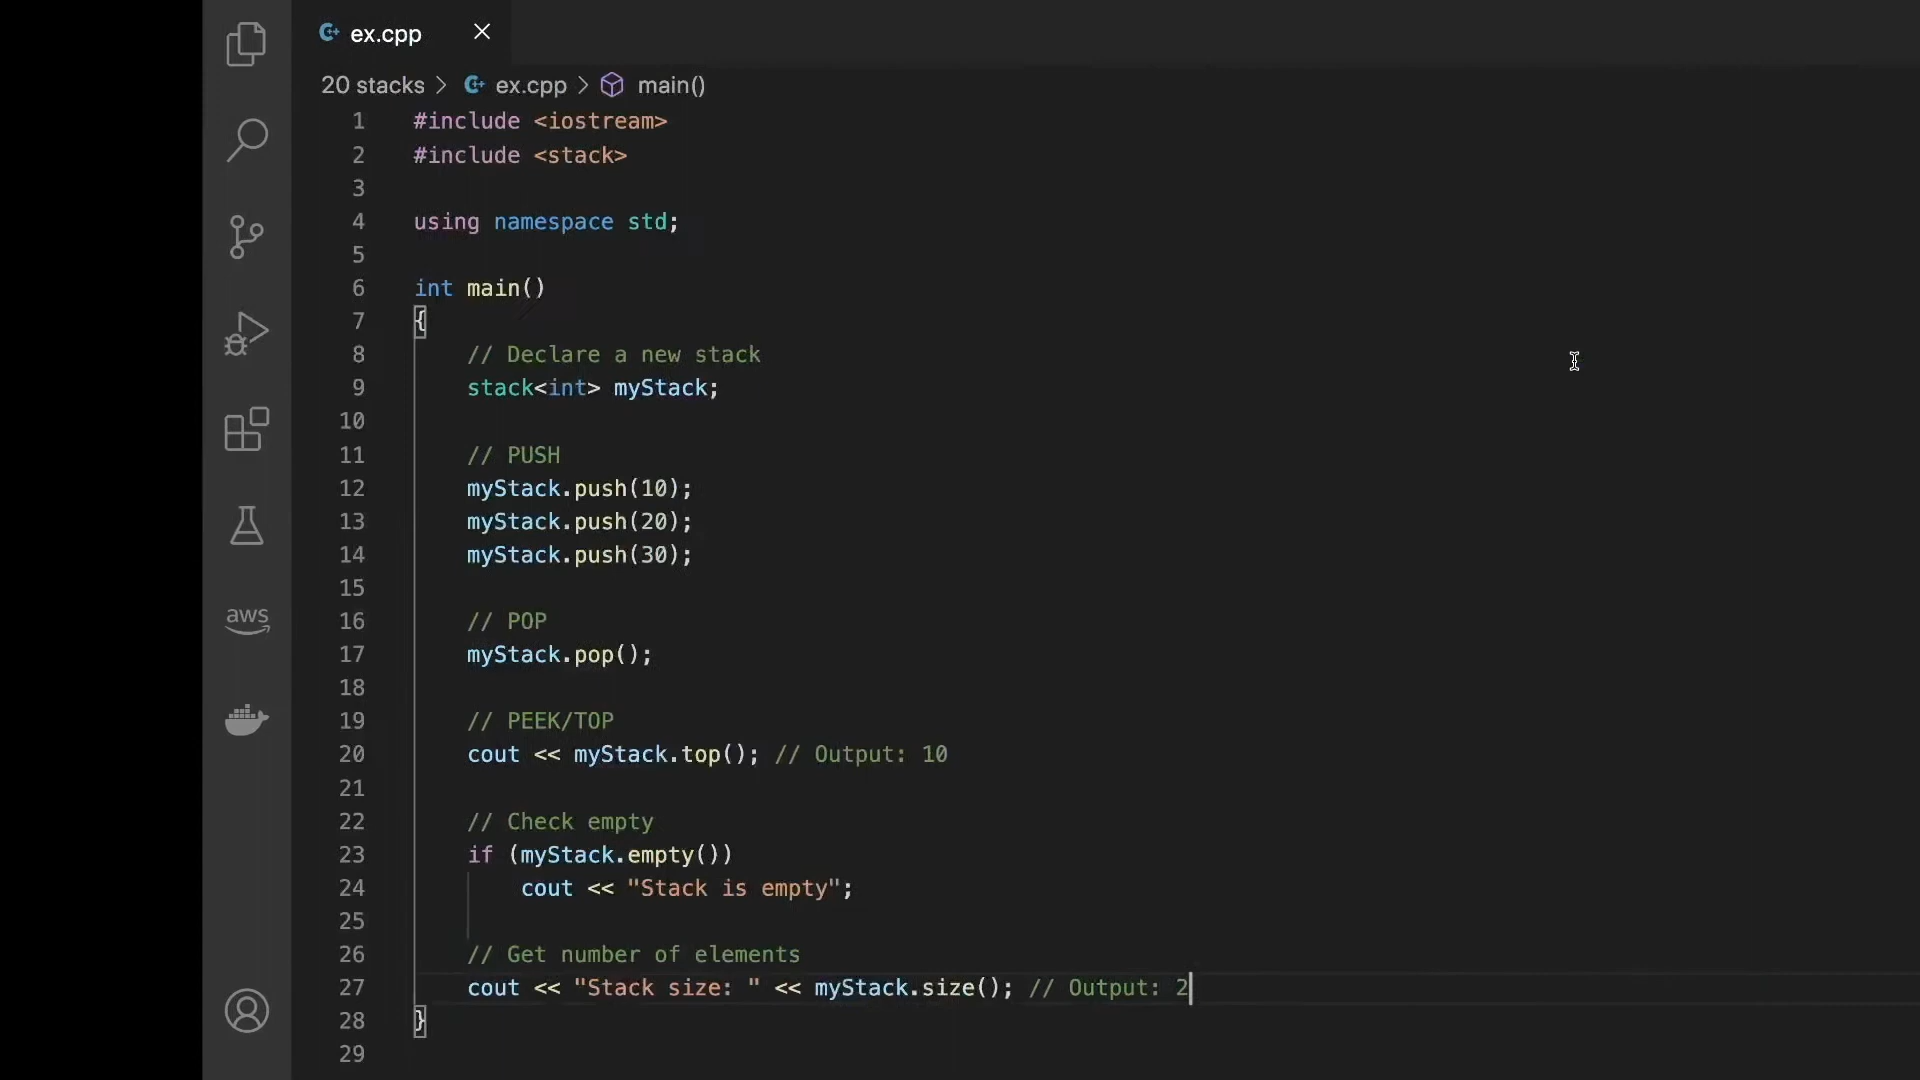 ex.cpp
20 stacks > ex.cpp > main()
1 #include <iostream>
2 #include <stack>
3
4 using namespace std;
5
6 int main()
7 {
8 // Declare a new stack
9 stack<int> myStack;
10
11 // PUSH
12 myStack.push(10);
13 myStack.push(20);
14 myStack.push(30);
15
16 // POP
17 myStack.pop();
18
19 // PEEK/TOP
20 cout << myStack.top(); // Output: 10
21
22 // Check empty
23 if (myStack.empty())
24 cout << "Stack is empty";
25
26 // Get number of elements
27 cout << "Stack size: " << myStack.size(); // Output: 2
28 }
29
aws